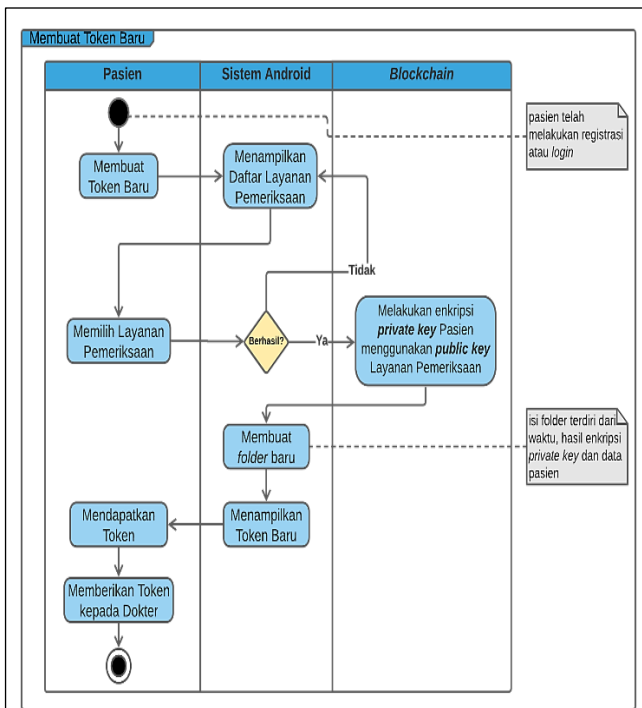 Membuat Token Baru
Pasien
Sistem Android
Blockchain
pasien telah
melakukan registrasi
atau login
Membuat
Token Baru
Menampilkan
Daftar Layanan
Pemeriksaan
Tidak
Memilih Layanan
Pemeriksaan
Berhasil?
Ya
Melakukan enkripsi
private key Pasien
menggunakan public key
Layanan Pemeriksaan
Membuat
folder baru
isi folder terdiri dari
waktu, hasil enkripsi
private key dan data
pasien
Mendapatkan
Token
Menampilkan
Token Baru
Memberikan Token
kepada Dokter